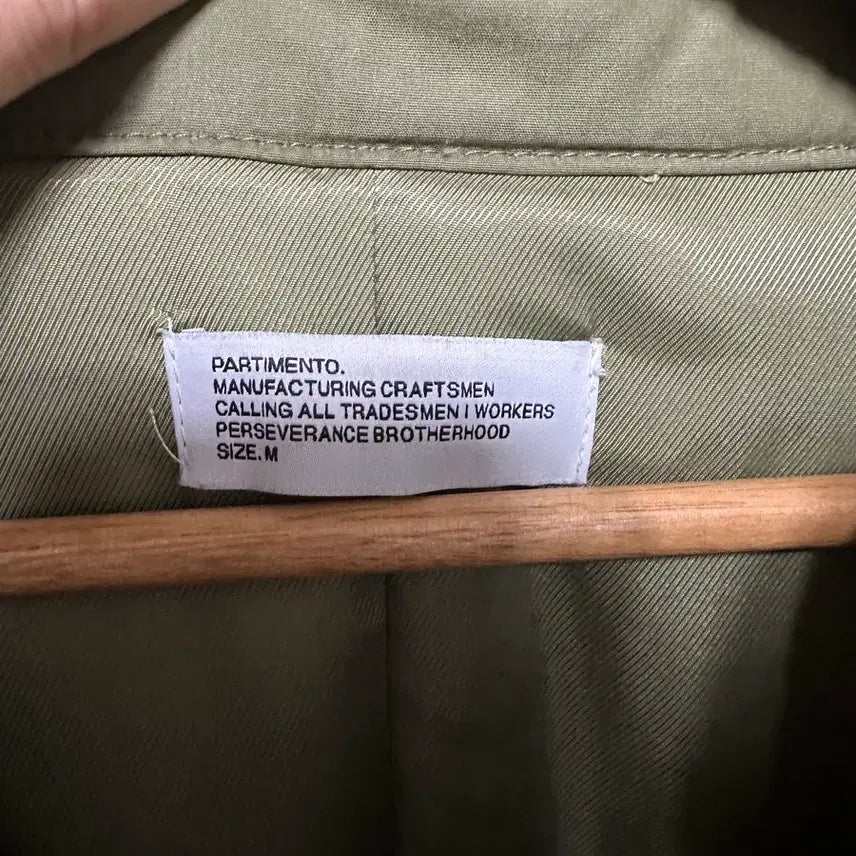 PARTIMENTO.
MANUFACTURING CRAFTSMEN
CALLING ALL TRADESMEN I WORKERS
PERSEVERANCE BROTHERHOOD
SIZE. M